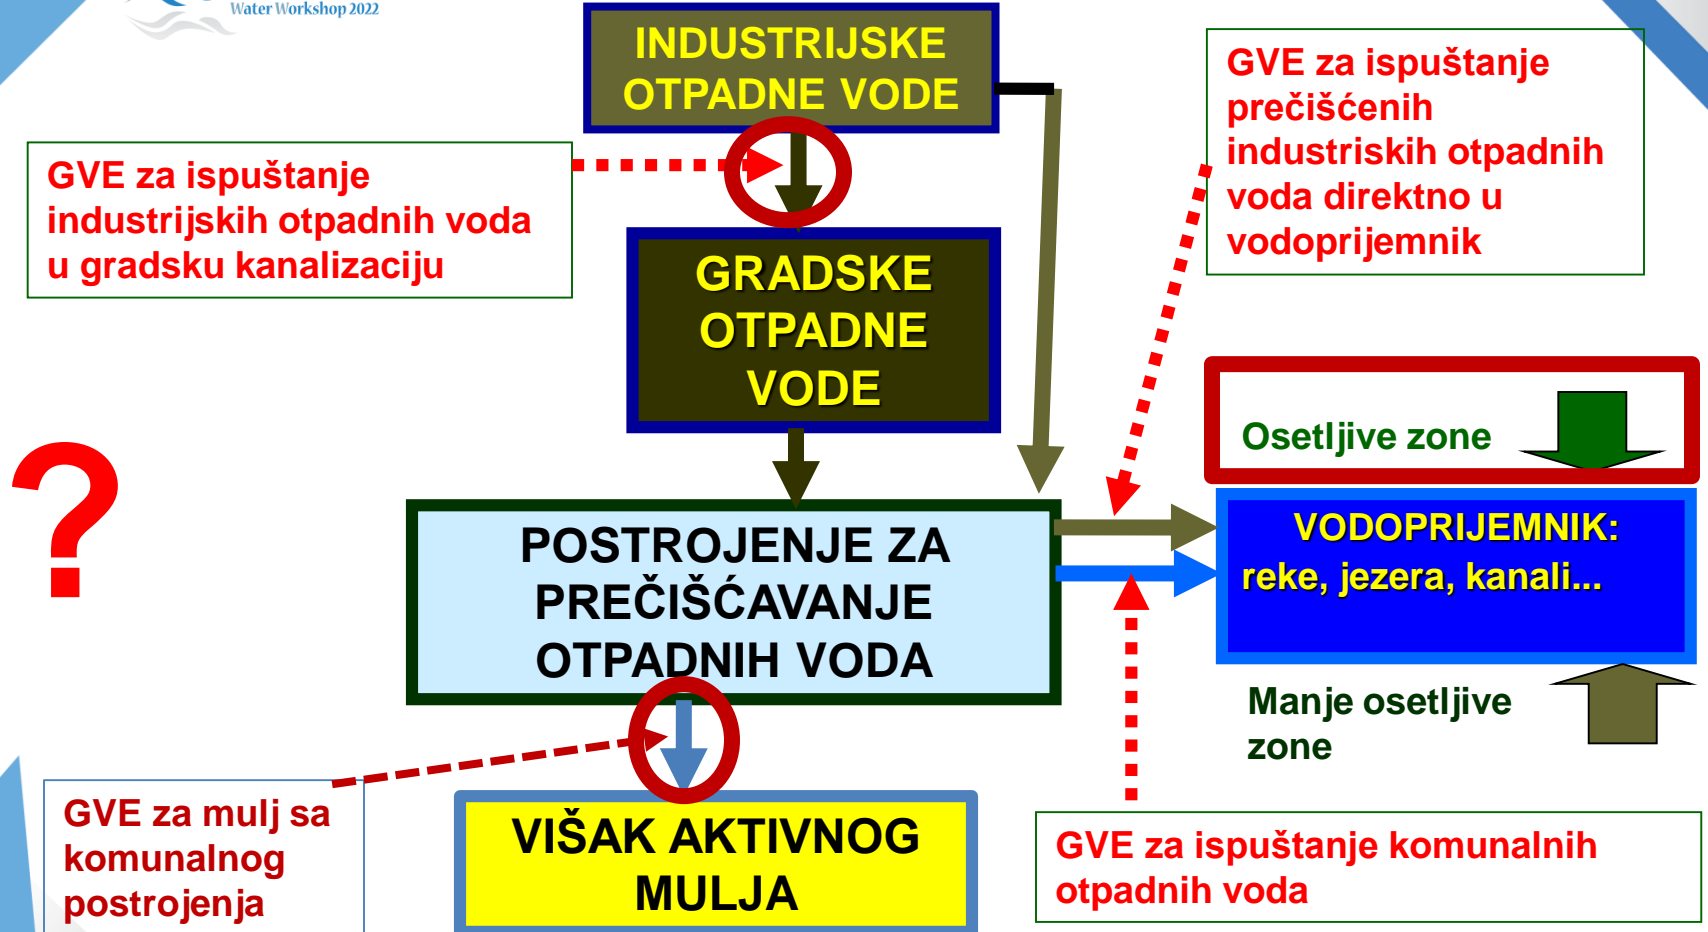 Water Workshop 2022
INDUSTRIJSKE
OTPADNE VODE
GVE za ispuštanje
prečišćenih
industriskih otpadnih
voda direktno u
vodoprijemnik
GVE za ispuštanje
industrijskih otpadnih voda
u gradsku kanalizaciju
GRADSKE
OTPADNE
VODE
Osetljive zone
?
POSTROJENJE ZA
PREČIŠĆAVANJE
OTPADNIH VODA
VODOPRIJEMNIK:
reke, jezera, kanali...
Manje osetljive
zone
GVE za mulj sa
komunalnog
postrojenja
VIŠAK AKTIVNOG
MULJA
GVE za ispuštanje komunalnih
otpadnih voda